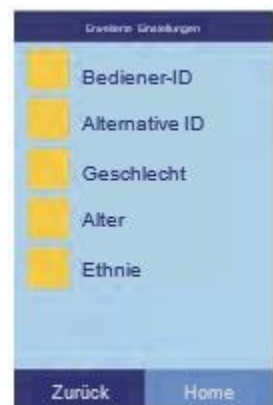 Erweiterte Einstellungen
Bediener-ID
Alternative ID
Geschlecht
Alter
Ethnie
Zurück Home